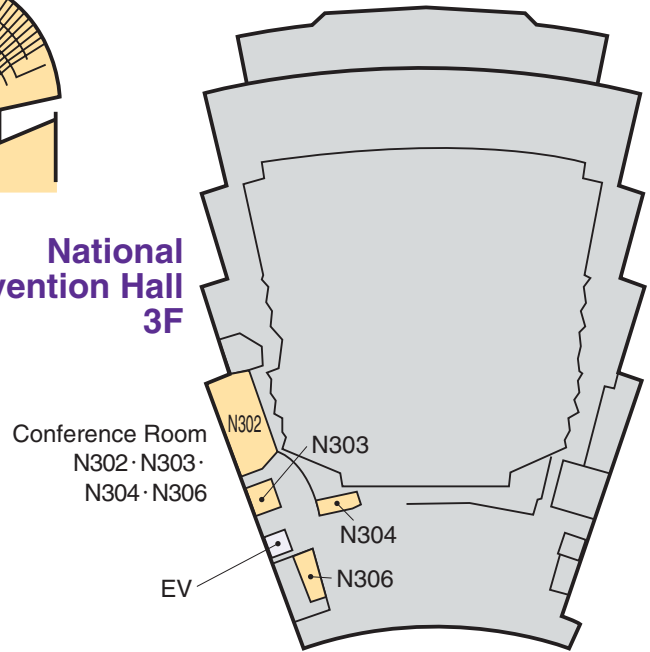 National
vention Hall
3F
N302
Conference Room
N302·N303·
N304·N306
N303
N304
EV
N306